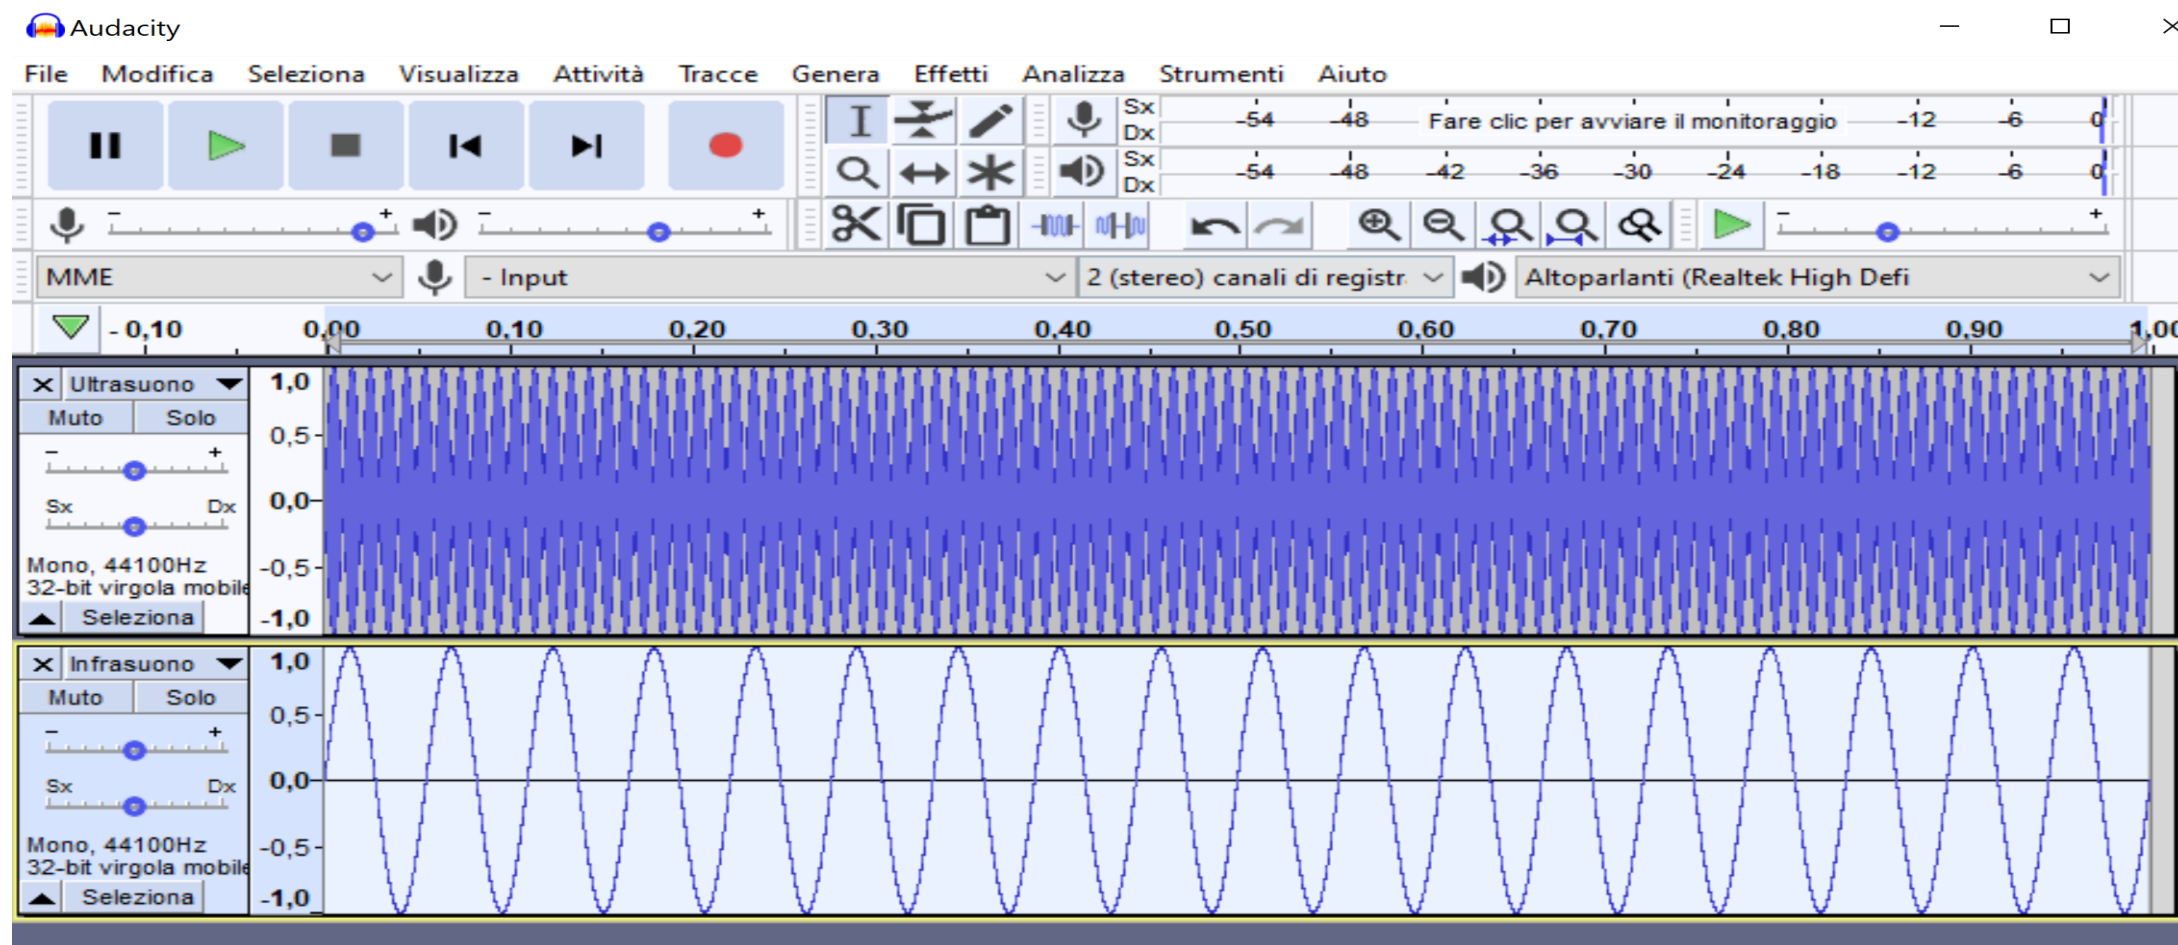 Audacity
File Modifica Seleziona Visualizza Attività Tracce Genera Effetti Analizza Strumenti Aiuto
Sx
Dx
-54 -48 Fare clic per avviare il monitoraggio -12 -6 0
Sx
Dx
-54 -48 -42 -36 -30 -24 -18 -12 -6 0
- + - + - +
MME - Input 2 (stereo) canali di registr. Altoparlanti (Realtek High Defi
- 0,10 0,00 0,10 0,20 0,30 0,40 0,50 0,60 0,70 0,80 0,90 1,00
X Ultrasuono 1,0
Muto Solo
0,5
- +
0,0
Sx Dx
Mono, 44100Hz
-0,5
32-bit virgola mobile
Seleziona -1,0
X Infrasuono 1,0
Muto Solo
0,5
- +
0,0
Sx Dx
Mono, 44100Hz
-0,5
32-bit virgola mobile
Seleziona -1,0